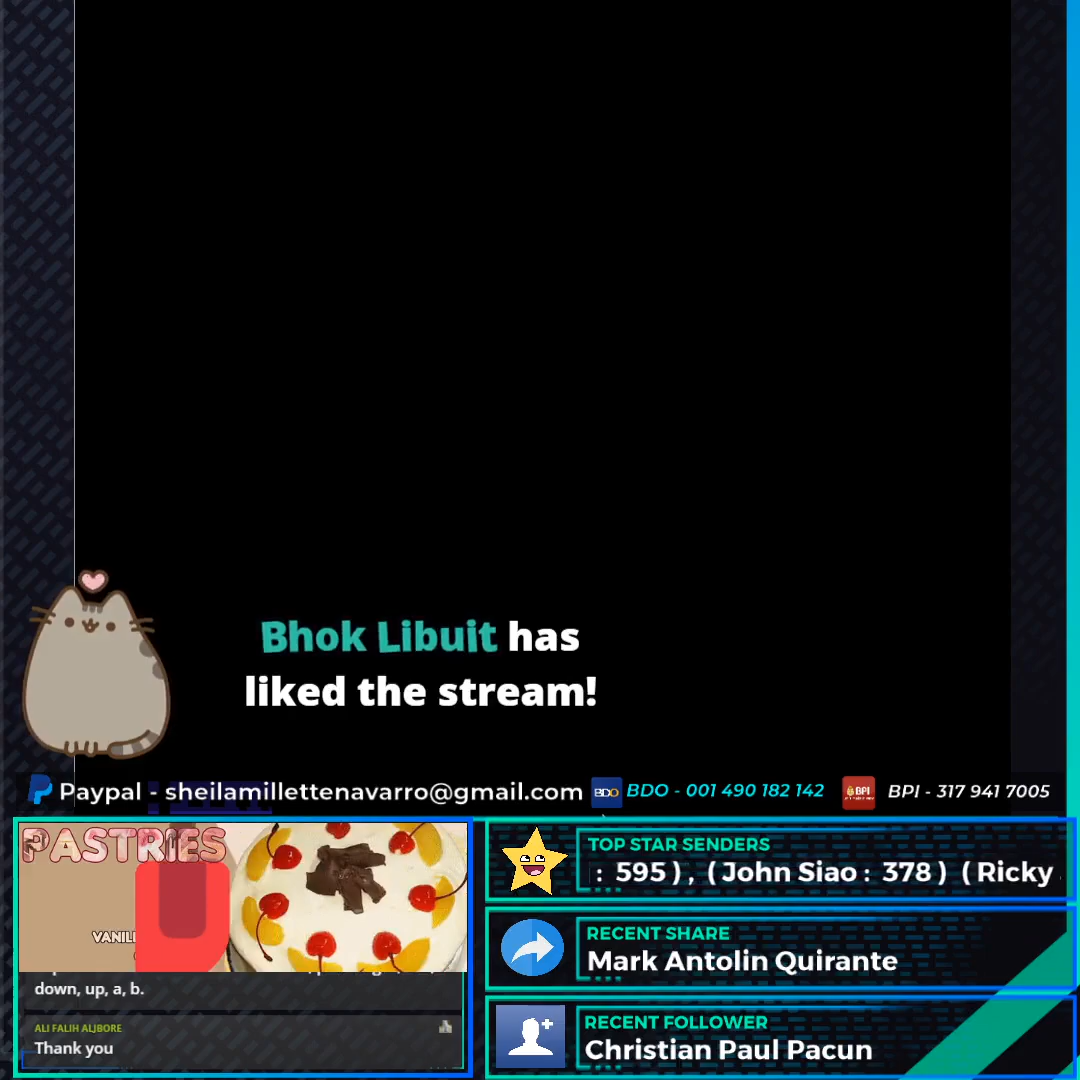 Bhok Libuit has
liked the stream!
Paypal - sheilamillettenavarro@gmail.com BDO BDO - 001 490 182 142 BPI BPI - 317 941 7005
PASTRIES
down, up, a, b.
ALI FALIH ALJBORE
Thank you
TOP STAR SENDERS
: 595 ) , ( John Siao : 378 ) ( Ricky
RECENT SHARE
Mark Antolin Quirante
RECENT FOLLOWER
Christian Paul Pacun